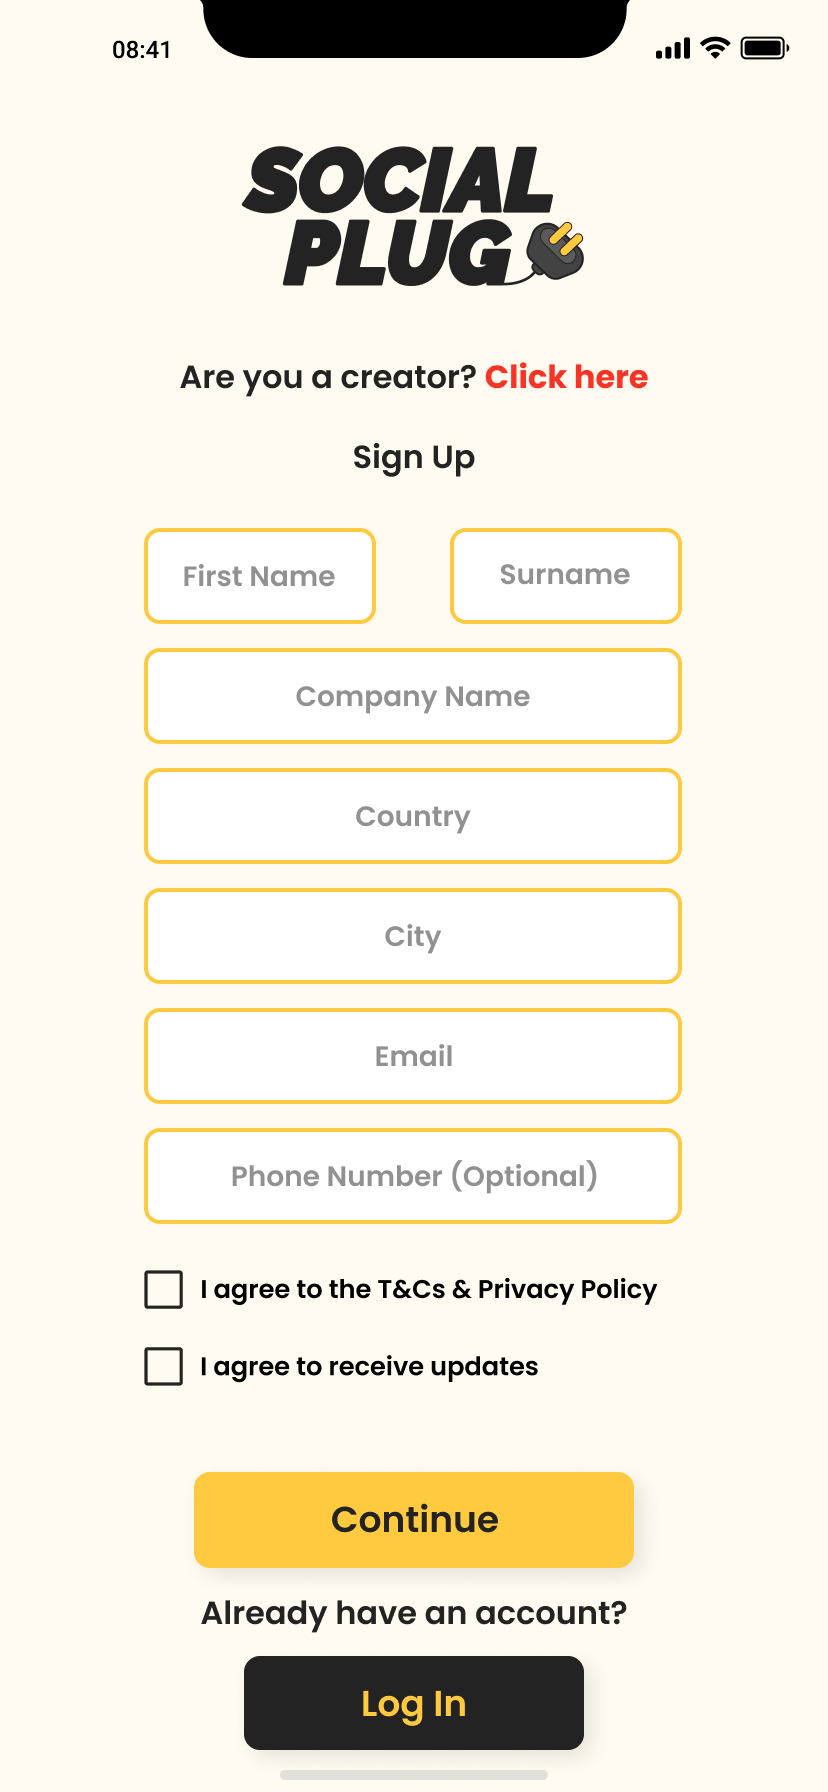 08:41
SOCIAL
PLUG
Are you a creator? Click here
Sign Up
First Name
Surname
Company Name
Country
City
Email
Phone Number (Optional)
I agree to the T&Cs & Privacy Policy
I agree to receive updates
Continue
Already have an account?
Log In